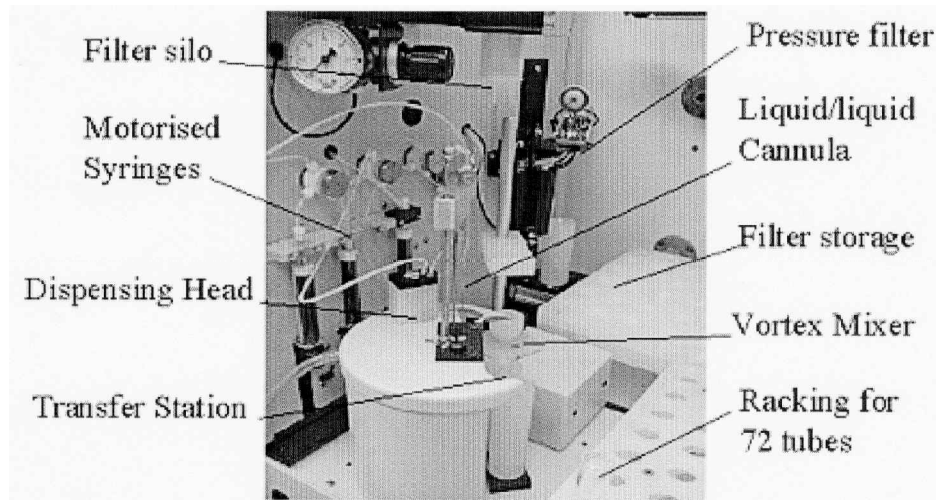 Filter silo
Motorised
Syringes
Dispensing Head
Transfer Station
Pressure filter
Liquid/liquid
Cannula
Filter storage
Vortex Mixer
Racking for
72 tubes